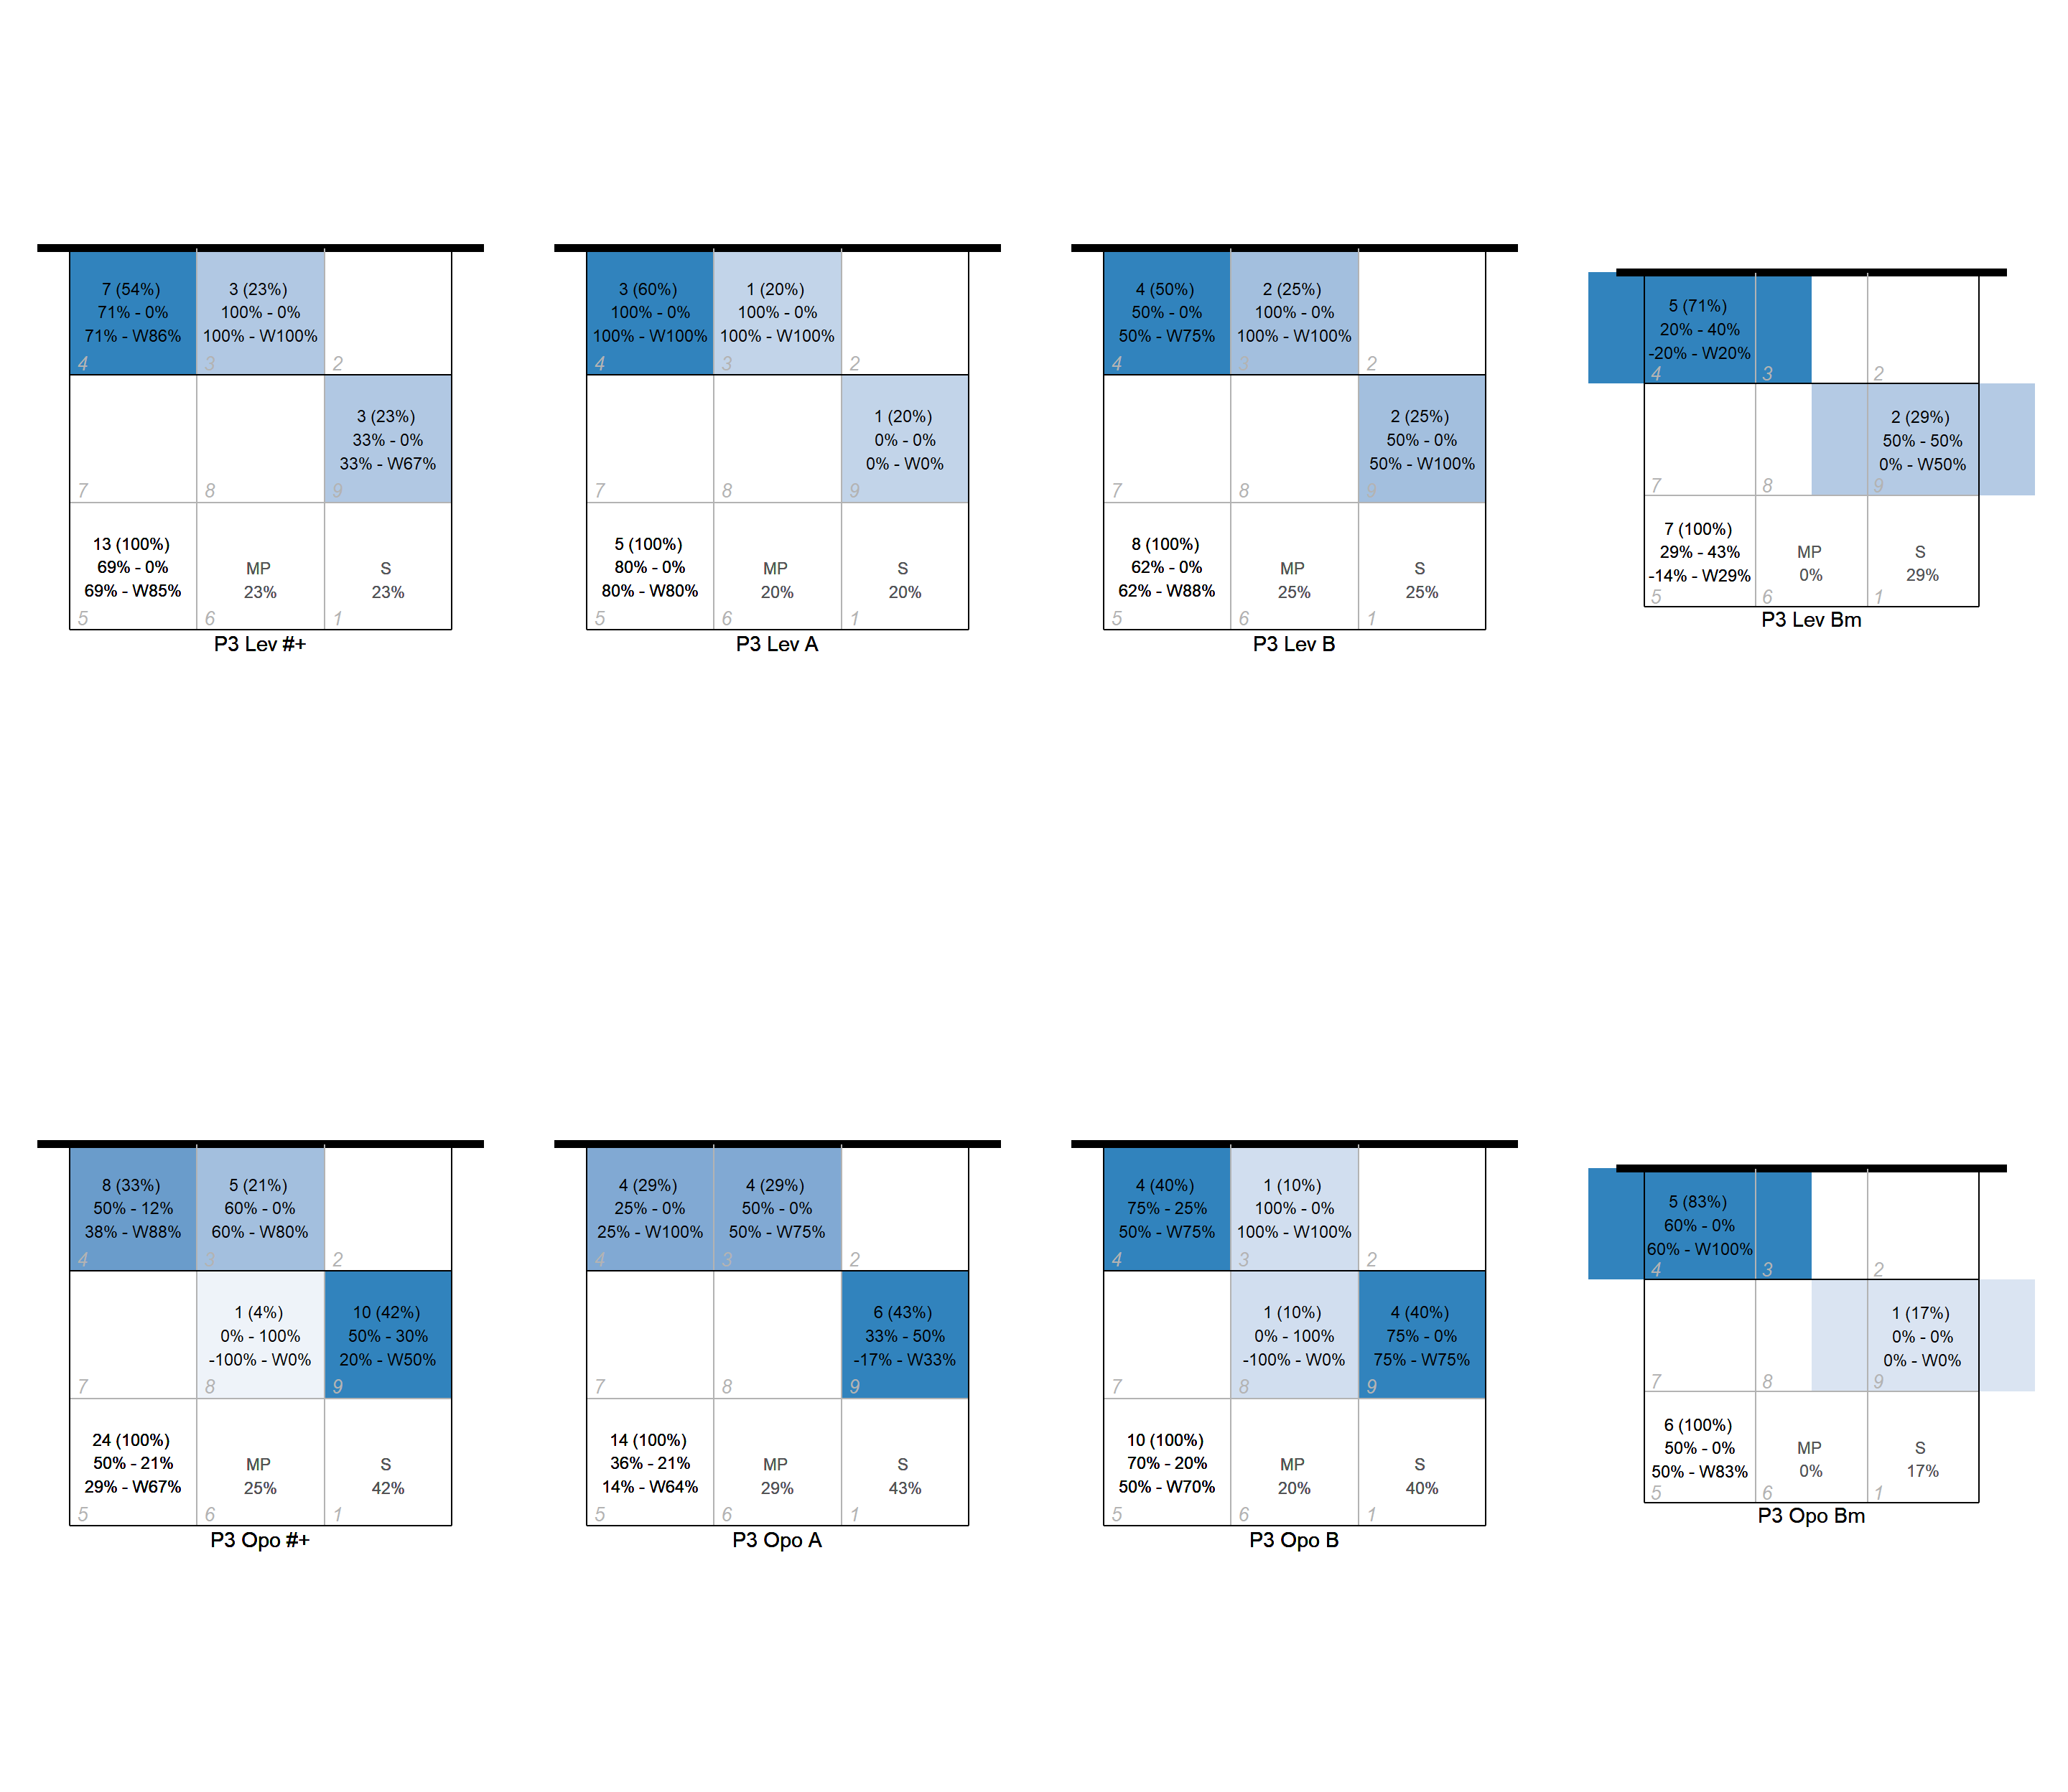 7 (54%)
71% - 0%
71% - W86%
4
3 (23%)
100% - 0%
100% - W100%
3
2
7
8
3 (23%)
33% - 0%
33% - W67%
9
13 (100%)
69% - 0%
69% - W85%
5
MP
23%
6
S
23%
1
P3 Lev #+
3 (60%)
100% - 0%
100% - W100%
4
1 (20%)
100% - 0%
100% - W100%
3
2
7
8
1 (20%)
0% - 0%
0% - W0%
9
5 (100%)
80% - 0%
80% - W80%
5
MP
20%
6
S
20%
1
P3 Lev A
4 (50%)
50% - 0%
50% - W75%
4
2 (25%)
100% - 0%
100% - W100%
3
2
7
8
2 (25%)
50% - 0%
50% - W100%
9
8 (100%)
62% - 0%
62% - W88%
5
MP
25%
6
S
25%
1
P3 Lev B
5 (71%)
20% - 40%
-20% - W20%
4
3
2
7
8
2 (29%)
50% - 50%
0% - W50%
9
7 (100%)
29% - 43%
-14% - W29%
5
MP
0%
6
S
29%
1
P3 Lev Bm
8 (33%)
50% - 12%
38% - W88%
4
5 (21%)
60% - 0%
60% - W80%
3
2
7
1 (4%)
0% - 100%
-100% - W0%
8
10 (42%)
50% - 30%
20% - W50%
9
24 (100%)
50% - 21%
29% - W67%
5
MP
25%
6
S
42%
1
P3 Opo #+
4 (29%)
25% - 0%
25% - W100%
4
4 (29%)
50% - 0%
50% - W75%
3
2
7
8
6 (43%)
33% - 50%
-17% - W33%
9
14 (100%)
36% - 21%
14% - W64%
5
MP
29%
6
S
43%
1
P3 Opo A
4 (40%)
75% - 25%
50% - W75%
4
1 (10%)
100% - 0%
100% - W100%
3
2
7
1 (10%)
0% - 100%
-100% - W0%
8
4 (40%)
75% - 0%
75% - W75%
9
10 (100%)
70% - 20%
50% - W70%
5
MP
20%
6
S
40%
1
P3 Opo B
5 (83%)
60% - 0%
60% - W100%
4
3
2
7
8
1 (17%)
0% - 0%
0% - W0%
9
6 (100%)
50% - 0%
50% - W83%
5
MP
0%
6
S
17%
1
P3 Opo Bm